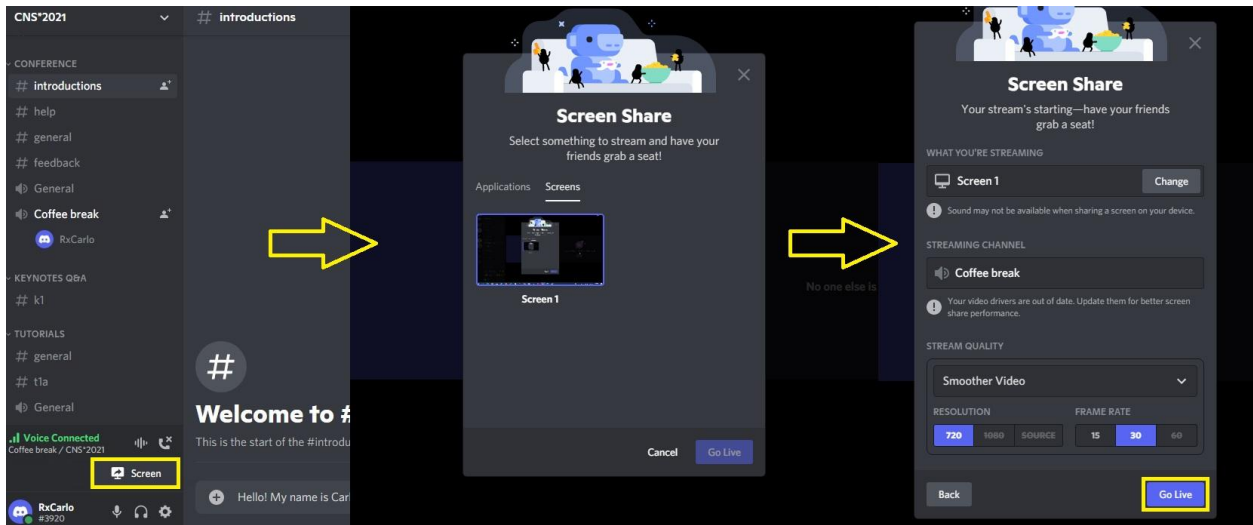 CNS*2021
CONFERENCE
# introductions
# help
# general
# feedback
General
Coffee break
RxCarlo
KEYNOTES Q&A
# k1
TUTORIALS
# general
# t1a
General
Voice Connected
Coffee break / CNS*2021
Screen
RxCarlo
#3920
# introductions
#
Welcome to #
This is the start of the #introdu
Hello! My name is Carl
Screen Share
Select something to stream and have your
friends grab a seat!
Applications Screens
Screen 1
Cancel Go Live
No one else is
Screen Share
Your stream's starting—have your friends
grab a seat!
WHAT YOU'RE STREAMING
Screen 1 Change
Sound may not be available when sharing a screen on your device.
STREAMING CHANNEL
Coffee break
Your video drivers are out of date. Update them for better screen
share performance.
STREAM QUALITY
Smoother Video
RESOLUTION FRAME RATE
720 1080 SOURCE 15 30 60
Back Go Live